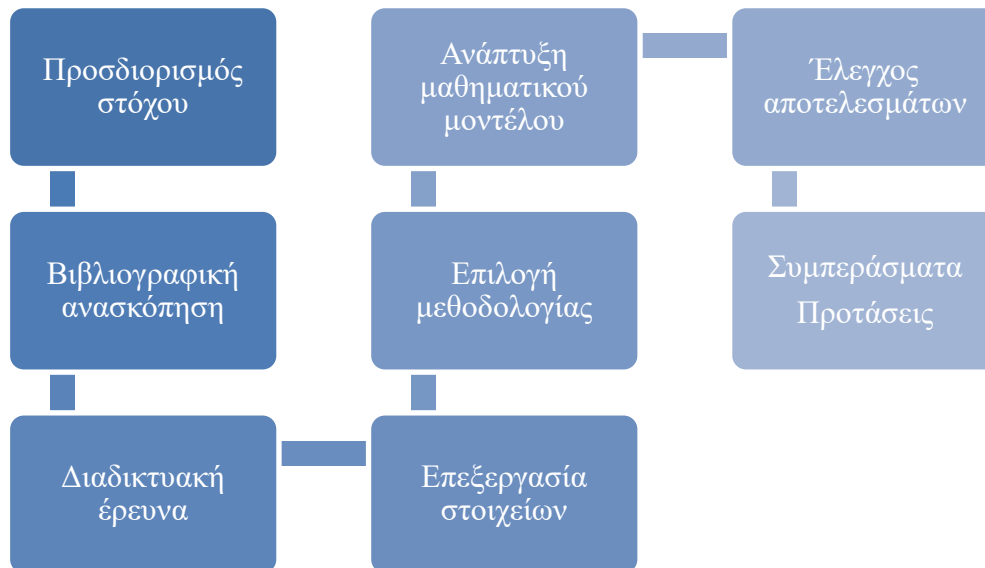 Προσδιορισμός
στόχου
Βιβλιογραφική
ανασκόπηση
Διαδικτυακή
έρευνα
Επεξεργασία
στοιχείων
Επιλογή
μεθοδολογίας
Ανάπτυξη
μαθηματικού
μοντέλου
Έλεγχος
αποτελεσμάτων
Συμπεράσματα
Προτάσεις